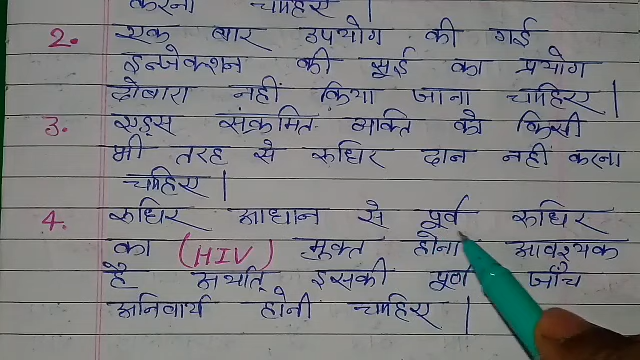 करना चाहिए |
2. एक बार उपयोग की गई
इन्जेक्शन की सूई का प्रयोग
दोबारा नहीं किया जाना चाहिए |
3. एड्स संक्रमित व्यक्ति को किसी
भी तरह से रुधिर दान नहीं करना
चाहिए |
4. रुधिर आधान से पूर्व रुधिर
का (HIV) मुक्त होना आवश्यक
है अर्थात् इसकी पूर्ण जाँच
अनिवार्य होनी चाहिए |